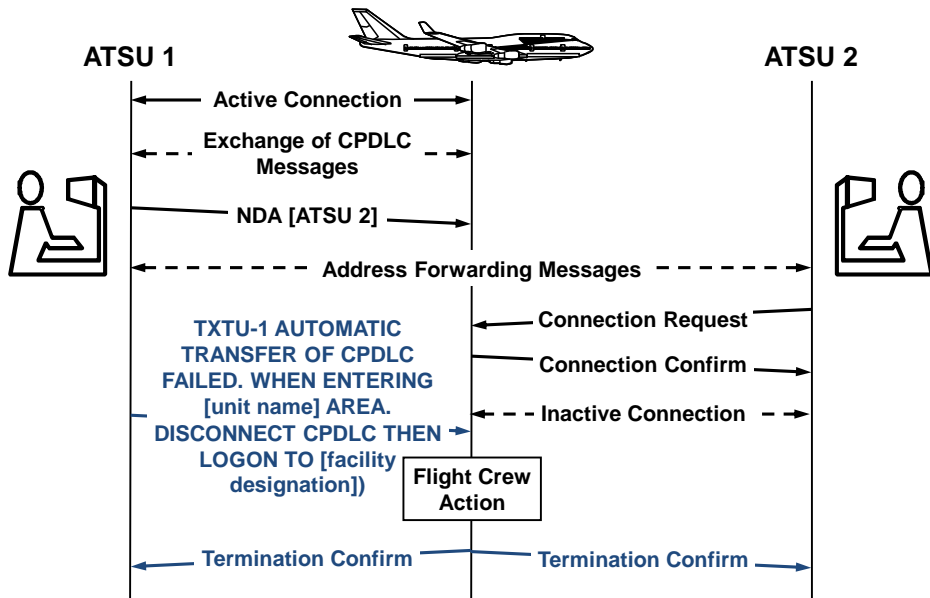 ATSU 1
ATSU 2
Active Connection
Exchange of CPDLC
Messages
NDA [ATSU 2]
Address Forwarding Messages
Connection Request
TXTU-1 AUTOMATIC
TRANSFER OF CPDLC
FAILED. WHEN ENTERING
[unit name] AREA.
DISCONNECT CPDLC THEN
LOGON TO [facility
designation])
Connection Confirm
Inactive Connection
Flight Crew
Action
Termination Confirm
Termination Confirm